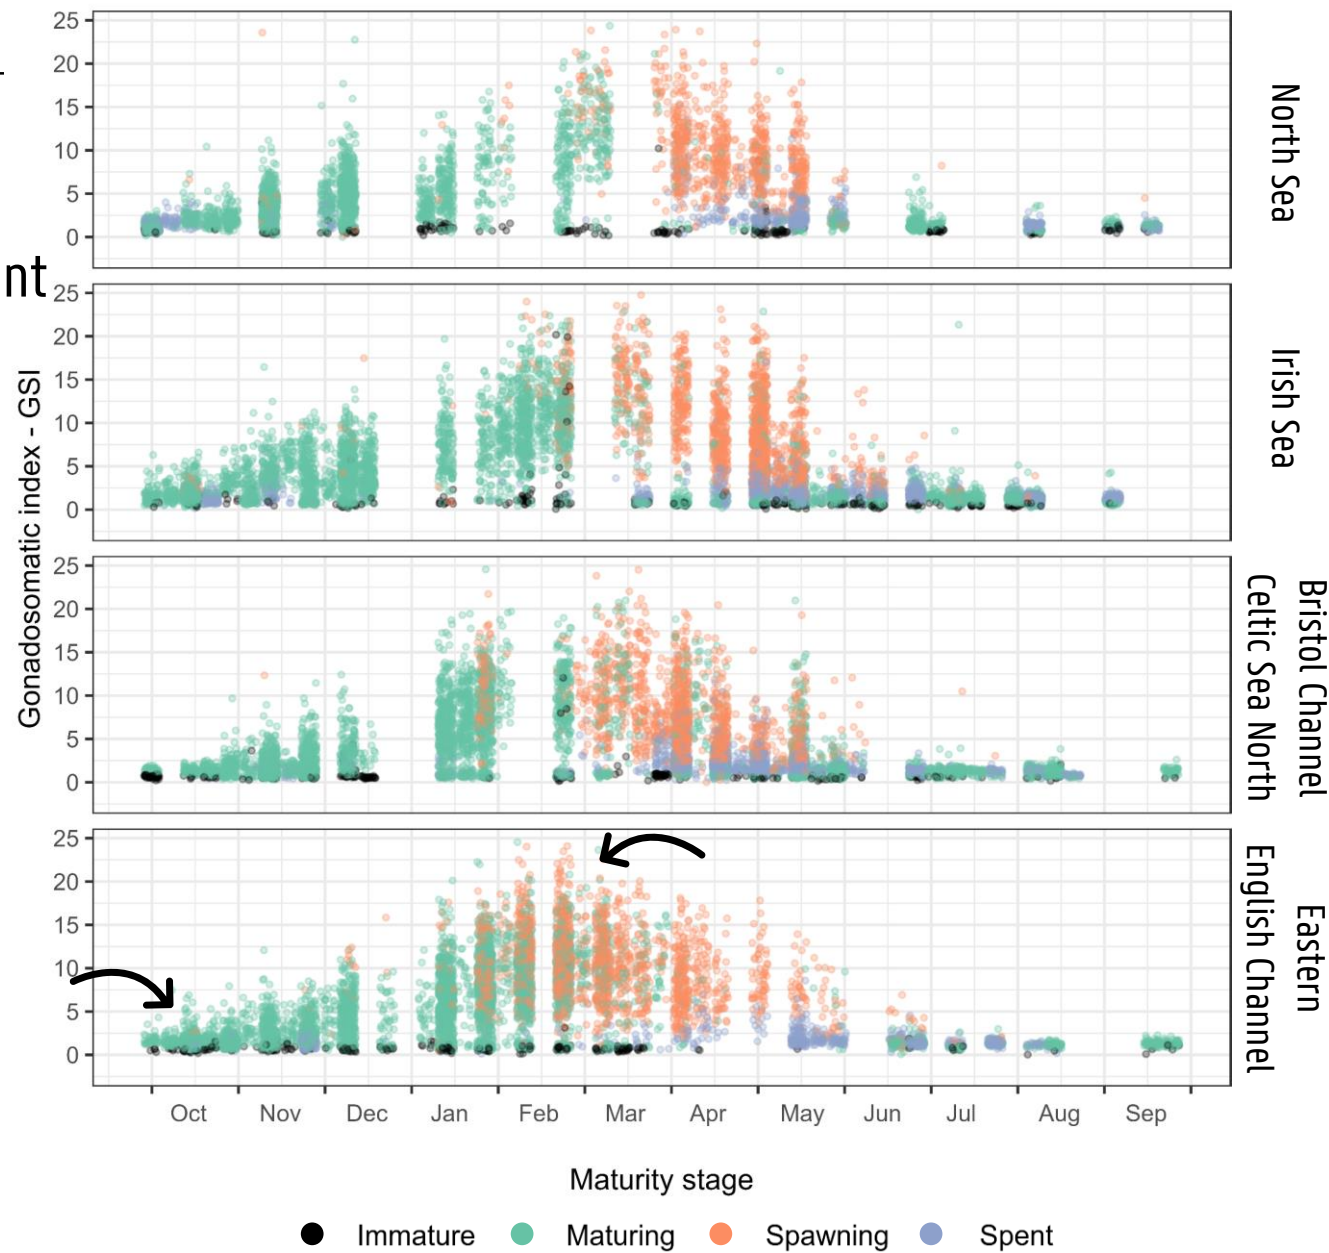 nt
Gonadosomatic index - GSI
25
20
15
10
5
0
North Sea
25
20
15
10
5
0
Irish Sea
25
20
15
10
5
0
Bristol Channel
Celtic Sea North
25
20
15
10
5
0
Eastern
English Channel
Oct Nov Dec Jan Feb Mar Apr May Jun Jul Aug Sep
Maturity stage
Immature Maturing Spawning Spent